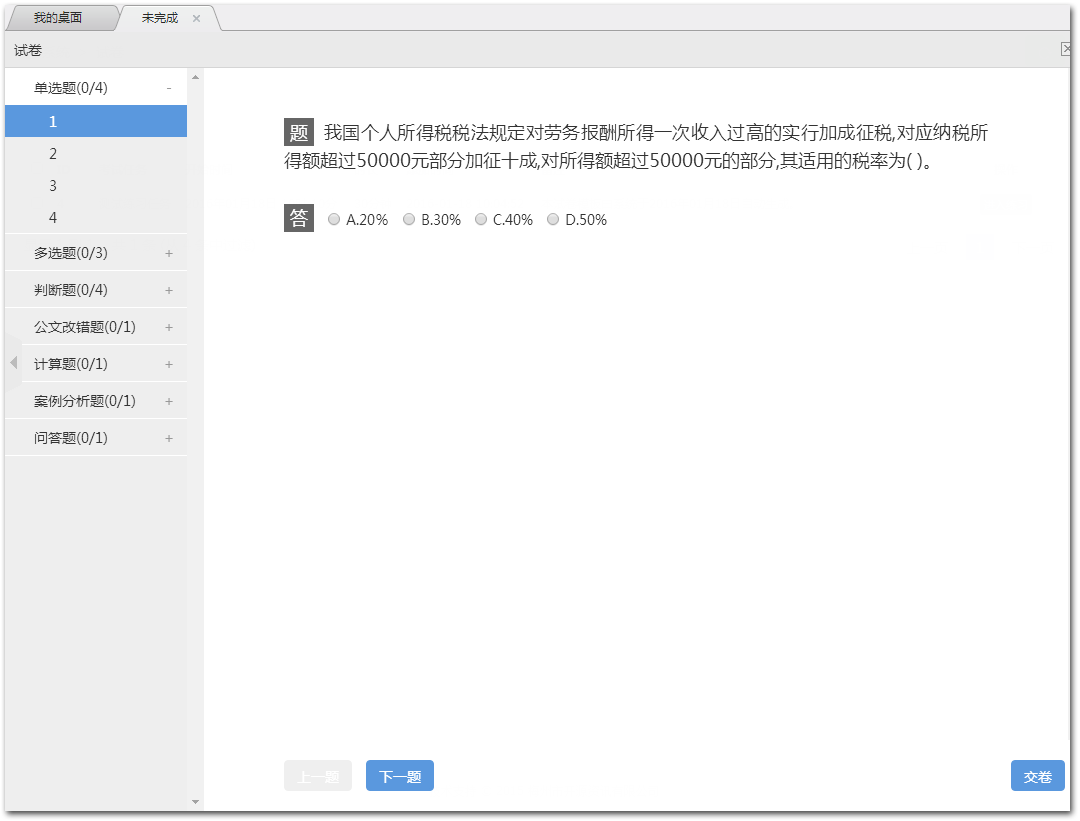 我的桌面
未完成
试卷
单选题(0/4) -
1
2
3
4
多选题(0/3) +
判断题(0/4) +
公文改错题(0/1) +
计算题(0/1) +
案例分析题(0/1) +
问答题(0/1) +
题 我国个人所得税税法规定对劳务报酬所得一次收入过高的实行加成征税,对应纳税所
得额超过50000元部分加征十成,对所得额超过50000元的部分,其适用的税率为( )。
答 A.20% B.30% C.40% D.50%
上一题 下一题 交卷